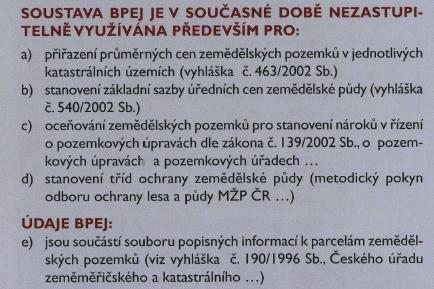 SOUSTAVA BPEJ JE V SOUČASNÉ DOBĚ NEZASTUPI-
TELNĚ VYUŽÍVÁNA PŘEDEVŠÍM PRO:
a) přiřazení průměrných cen zemědělských pozemků v jednotlivých
katastrálních územích (vyhláška č. 463/2002 Sb.)
b) stanovení základní sazby úředních cen zemědělské půdy (vyhláška
č. 540/2002 Sb.)
c) oceňování zemědělských pozemků pro stanovení nároků v řízení
o pozemkových úpravách dle zákona č. 139/2002 Sb., o pozem-
kových úpravách a pozemkových úřadech ...
d) stanovení tříd ochrany zemědělské půdy (metodický pokyn
odboru ochrany lesa a půdy MŽP ČR ...)
ÚDAJE BPEJ:
e) jsou součástí souboru popisných informací k parcelám zeměděl-
ských pozemků (viz vyhláška č. 190/1996 Sb., Českého úřadu
zeměměřičského a katastrálního ...)